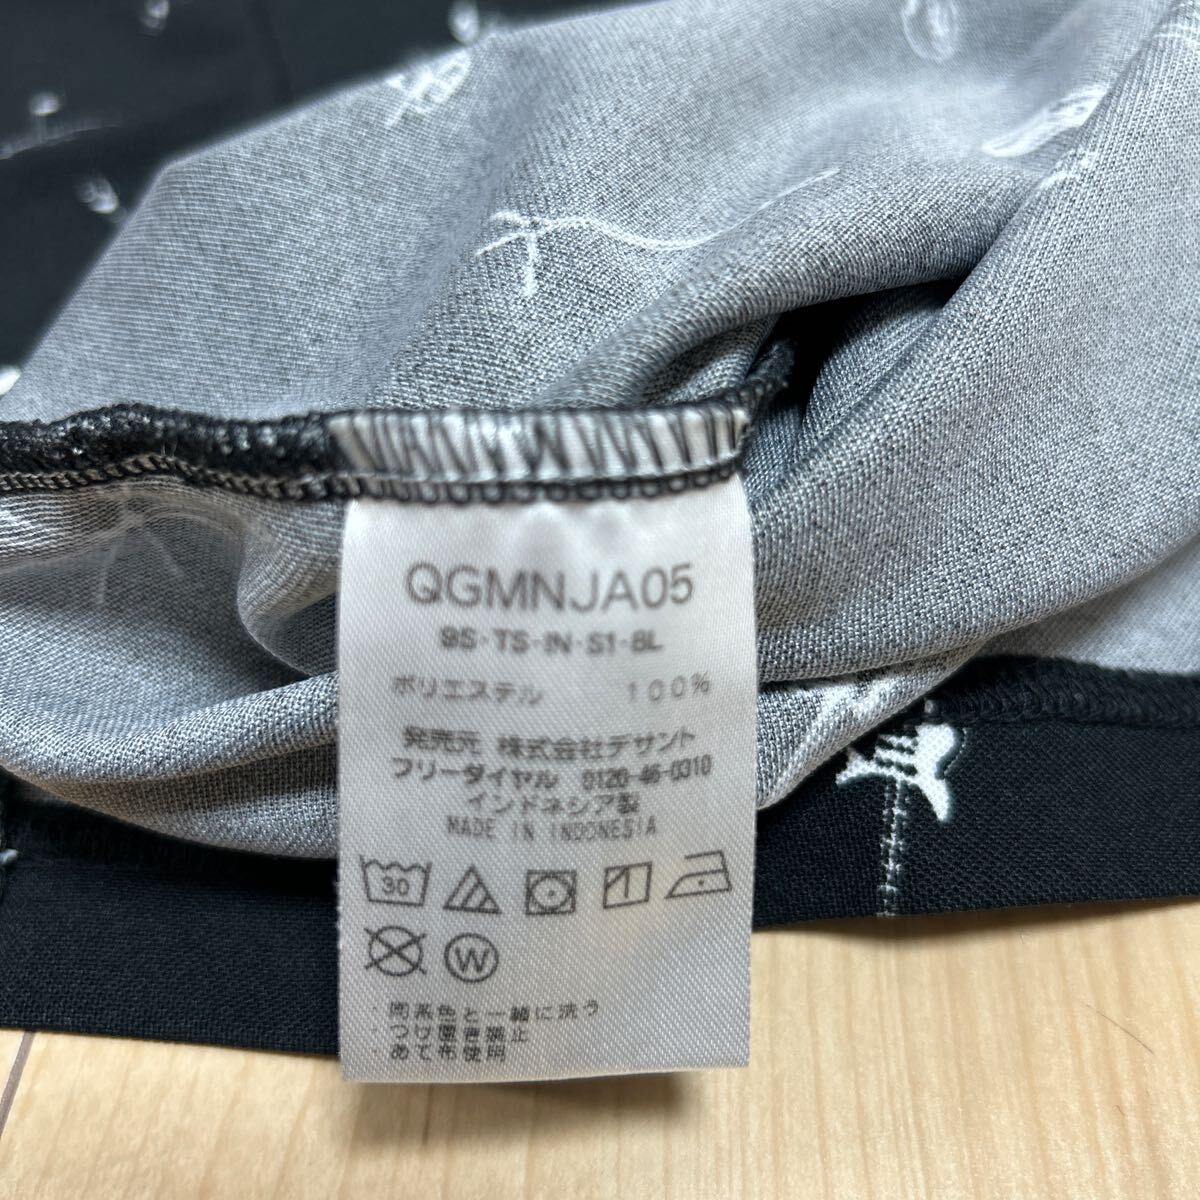 QGMNJA05
9S-TS-IN-S1-8L
ポリエステル 100%
発売元 株式会社デサント
フリーダイヤル 0120-46-0310
インドネシア製
MADE IN INDONESIA
30
W
・同系色と一緒に洗う
・つけ置き禁止
・あて布使用